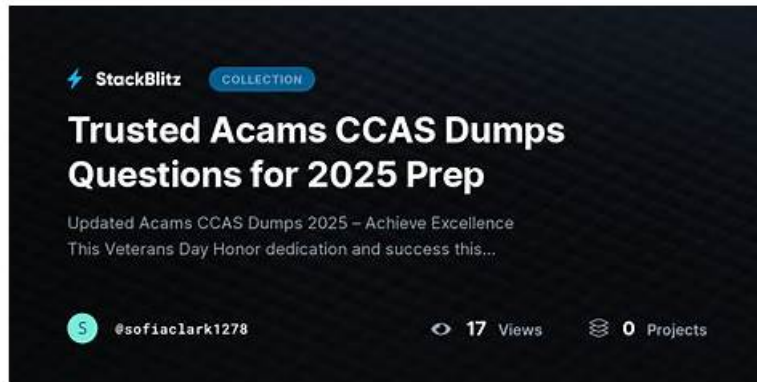 StackBlitz COLLECTION
Trusted Acams CCAS Dumps
Questions for 2025 Prep
Updated Acams CCAS Dumps 2025 – Achieve Excellence
This Veterans Day Honor dedication and success this...
S @sofiaclark1278 17 Views 0 Projects